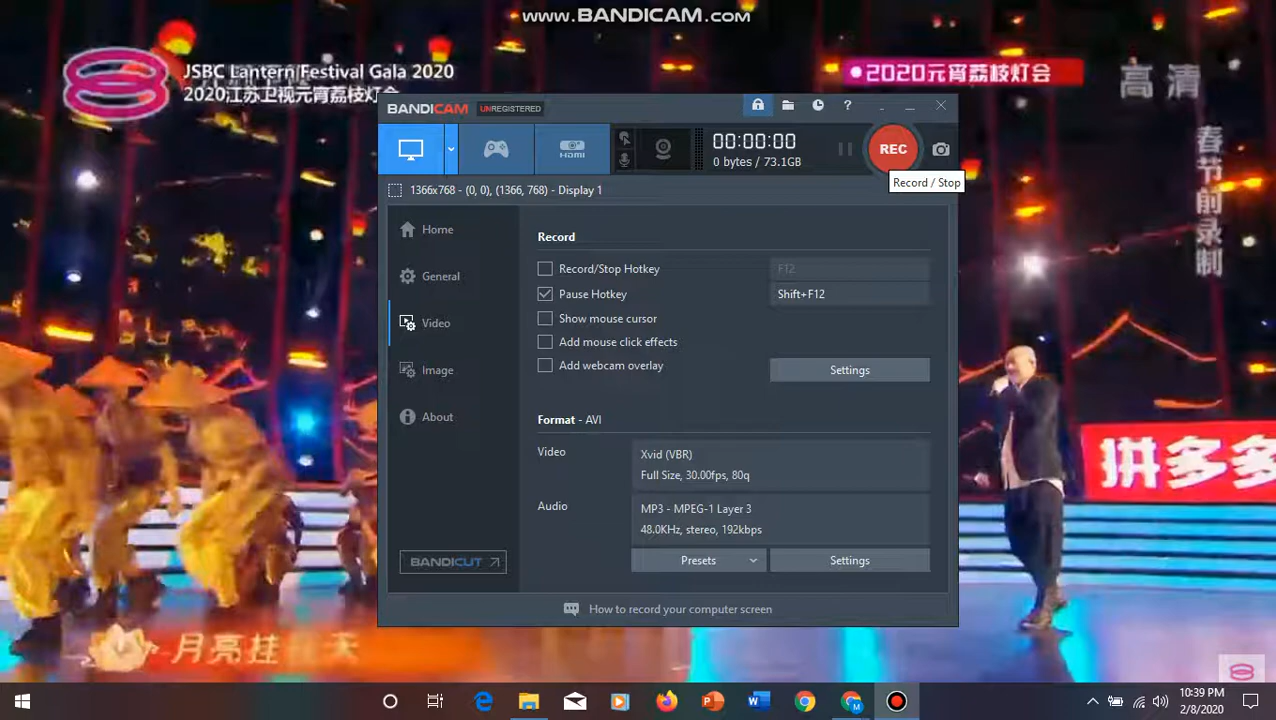 www.BANDICAM.com
JSBC Lantern Festival Gala 2020
2020江苏卫视元宵荔枝灯会
2020元宵荔枝灯会
高清
春节前录制
BANDICAM UNREGISTERED
?
HDMI
00:00:00
0 bytes / 73.1GB
REC
Record / Stop
1366x768 - (0, 0), (1366, 768) - Display 1
Home
General
Video
Image
About
BANDICUT
Record
Record/Stop Hotkey F12
Pause Hotkey Shift+F12
Show mouse cursor
Add mouse click effects
Add webcam overlay
Settings
Format - AVI
Video
Xvid (VBR)
Full Size, 30.00fps, 80q
Audio
MP3 - MPEG-1 Layer 3
48.0KHz, stereo, 192kbps
Presets
Settings
How to record your computer screen
拼多多
月亮挂 天
10:39 PM
2/8/2020